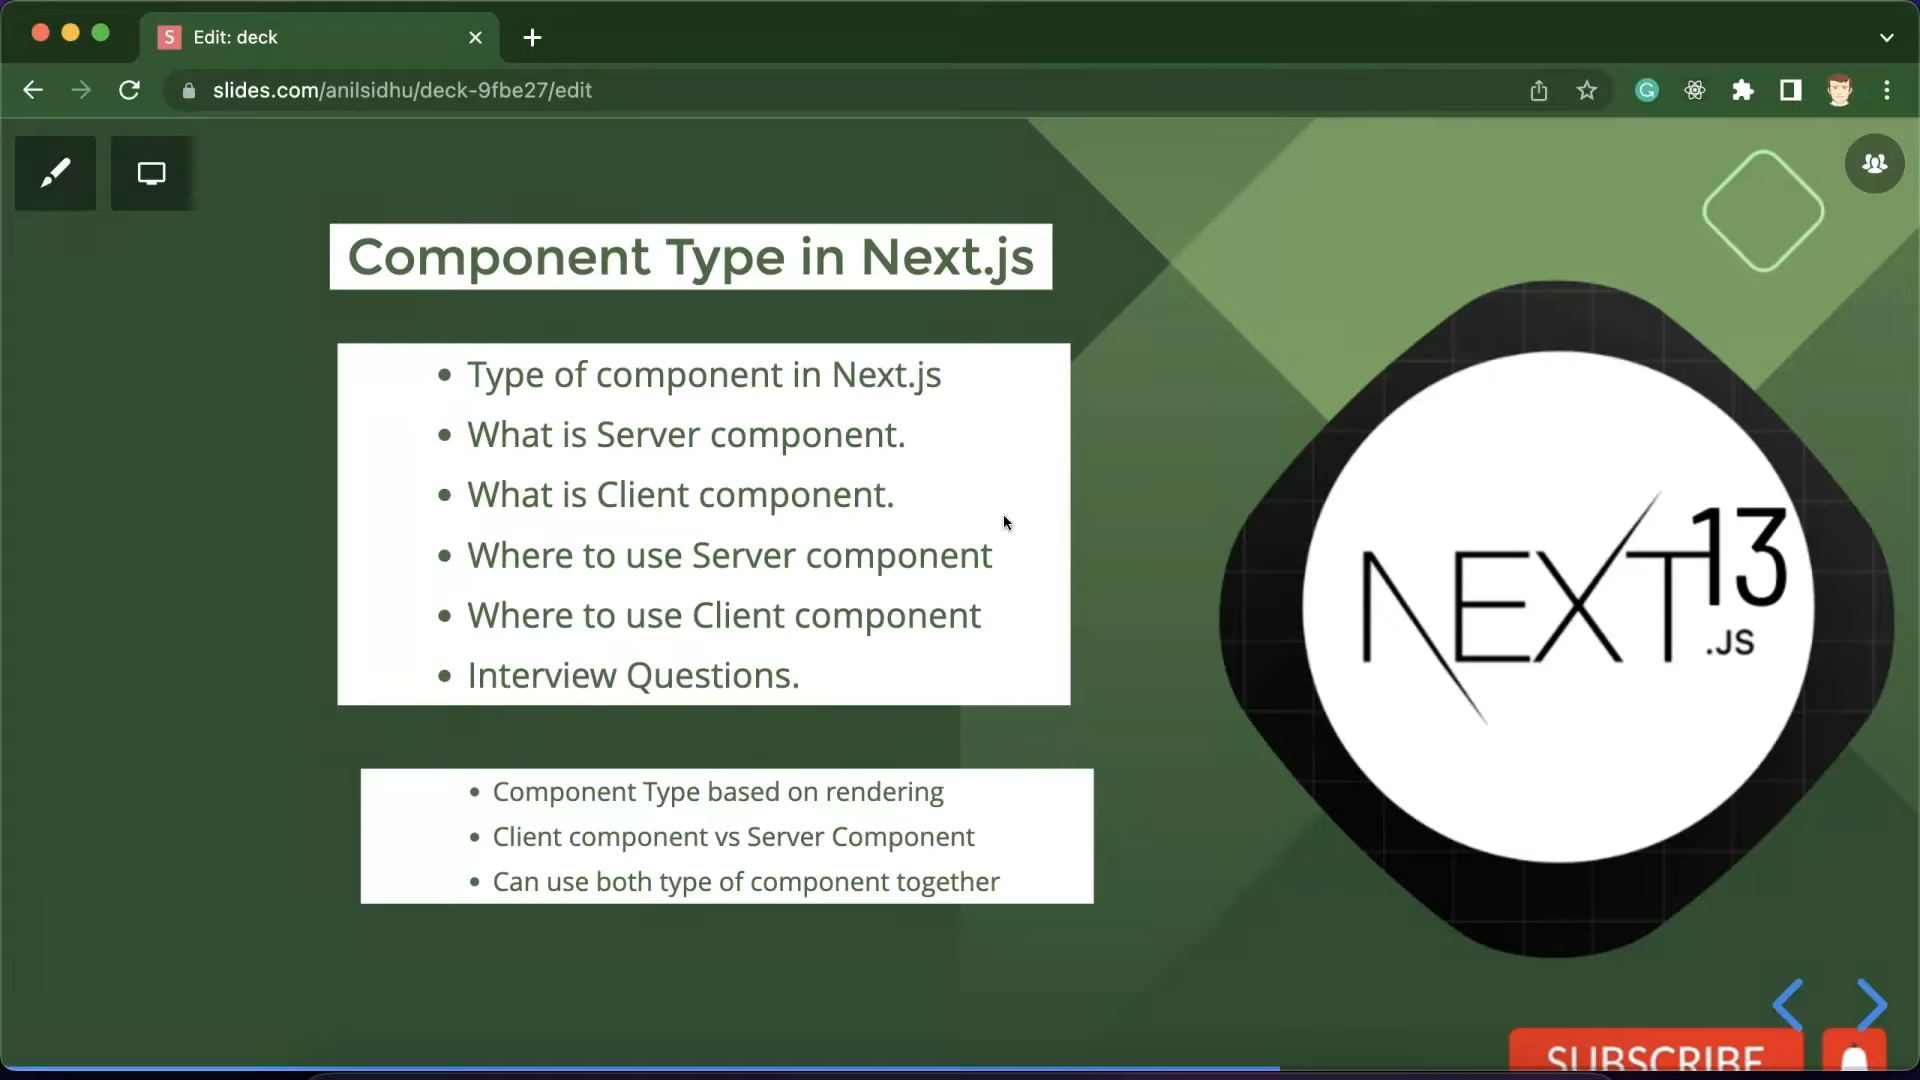 S Edit: deck
slides.com/anilsidhu/deck-9fbe27/edit
Component Type in Next.js
• Type of component in Next.js
• What is Server component.
• What is Client component.
• Where to use Server component
• Where to use Client component
• Interview Questions.
• Component Type based on rendering
• Client component vs Server Component
• Can use both type of component together
NEXT13
.JS
SUBSCRIBE